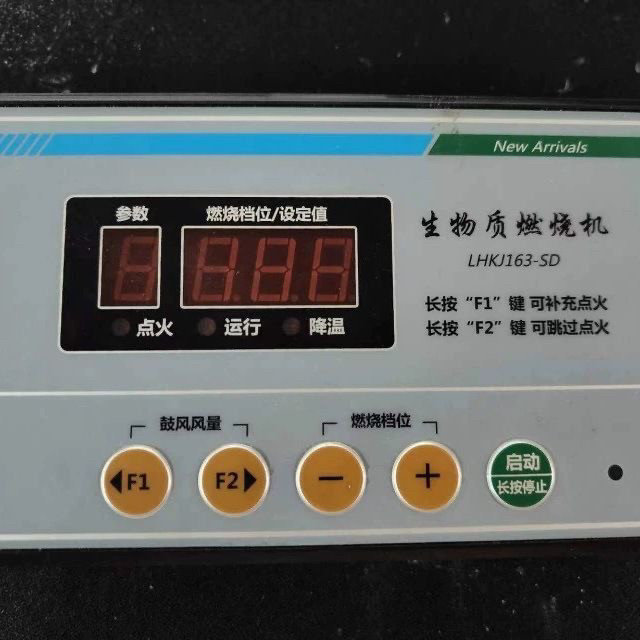 New Arrivals
参数 燃烧档位/设定值
生物质燃烧机
LHKJ163-SD
点火 运行 降温
长按“F1”键 可补充点火
长按“F2”键 可跳过点火
鼓风风量 燃烧档位
F1 F2 － ＋ 启动
长按停止